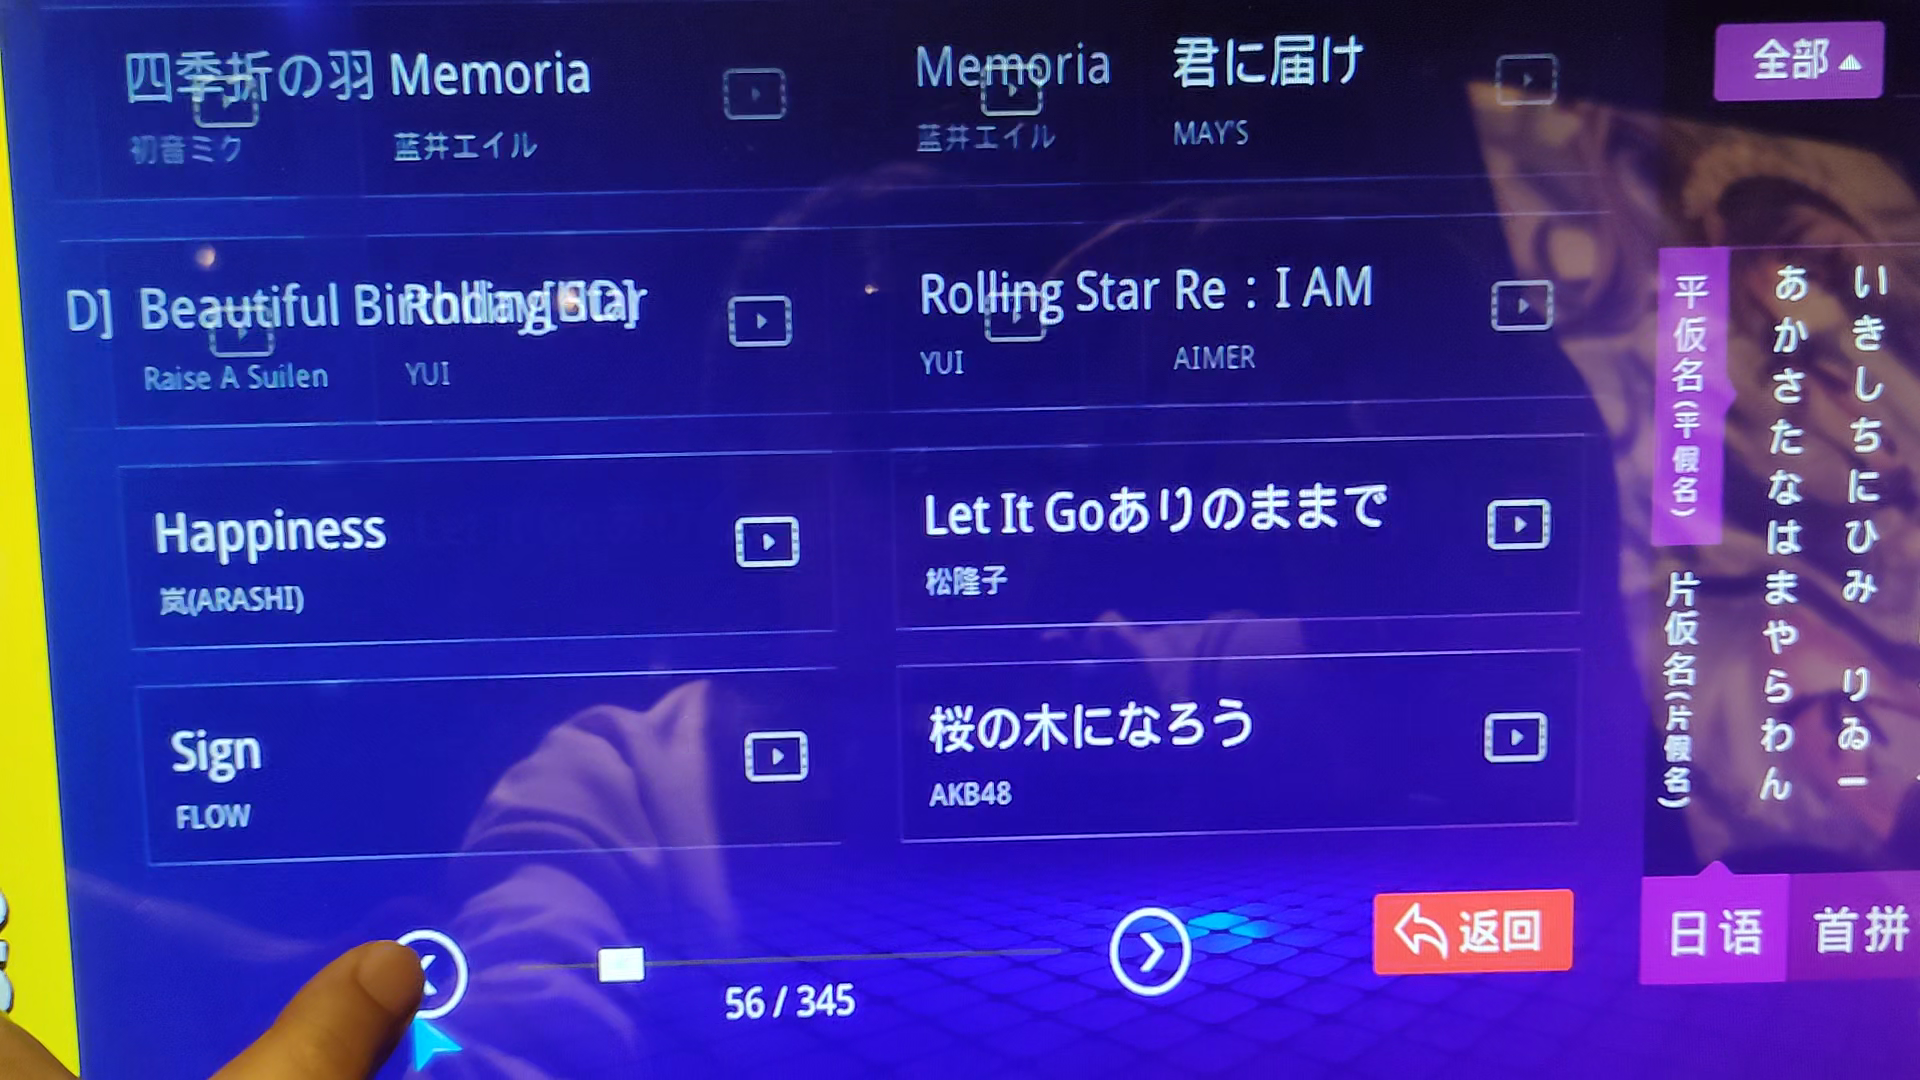 四季折の羽 Memoria
初音ミク 蓝井エイル
Memoria 君に届け
蓝井エイル MAY'S
D] Beautiful Birthday[HD] Rolling Star
Raise A Suilen YUI
Rolling Star Re：I AM
YUI AIMER
Happiness
岚(ARASHI)
Let It Goありのままで
松隆子
Sign
FLOW
桜の木になろう
AKB48
56 / 345
返回
全部
平仮名(平假名)
片仮名(片假名)
あかさたなはまやらわん
いきしちにひみ りゐー
日语
首拼